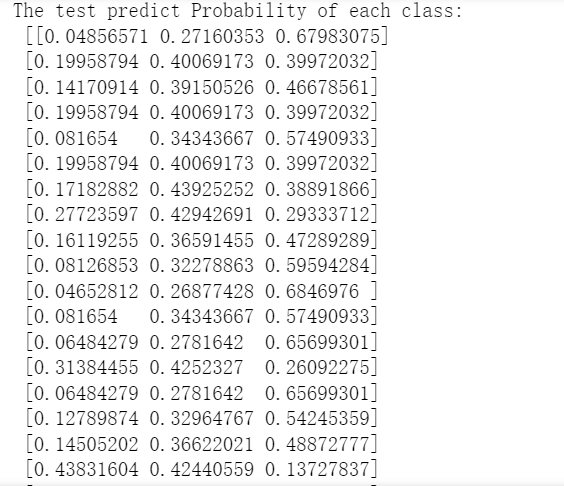 The test predict Probability of each class:
[[0.04856571 0.27160353 0.67983075]
[0.19958794 0.40069173 0.39972032]
[0.14170914 0.39150526 0.46678561]
[0.19958794 0.40069173 0.39972032]
[0.081654   0.34343667 0.57490933]
[0.19958794 0.40069173 0.39972032]
[0.17182882 0.43925252 0.38891866]
[0.27723597 0.42942691 0.29333712]
[0.16119255 0.36591455 0.47289289]
[0.08126853 0.32278863 0.59594284]
[0.04652812 0.26877428 0.6846976 ]
[0.081654   0.34343667 0.57490933]
[0.06484279 0.2781642  0.65699301]
[0.31384455 0.4252327  0.26092275]
[0.06484279 0.2781642  0.65699301]
[0.12789874 0.32964767 0.54245359]
[0.14505202 0.36622021 0.48872777]
[0.43831604 0.42440559 0.13727837]